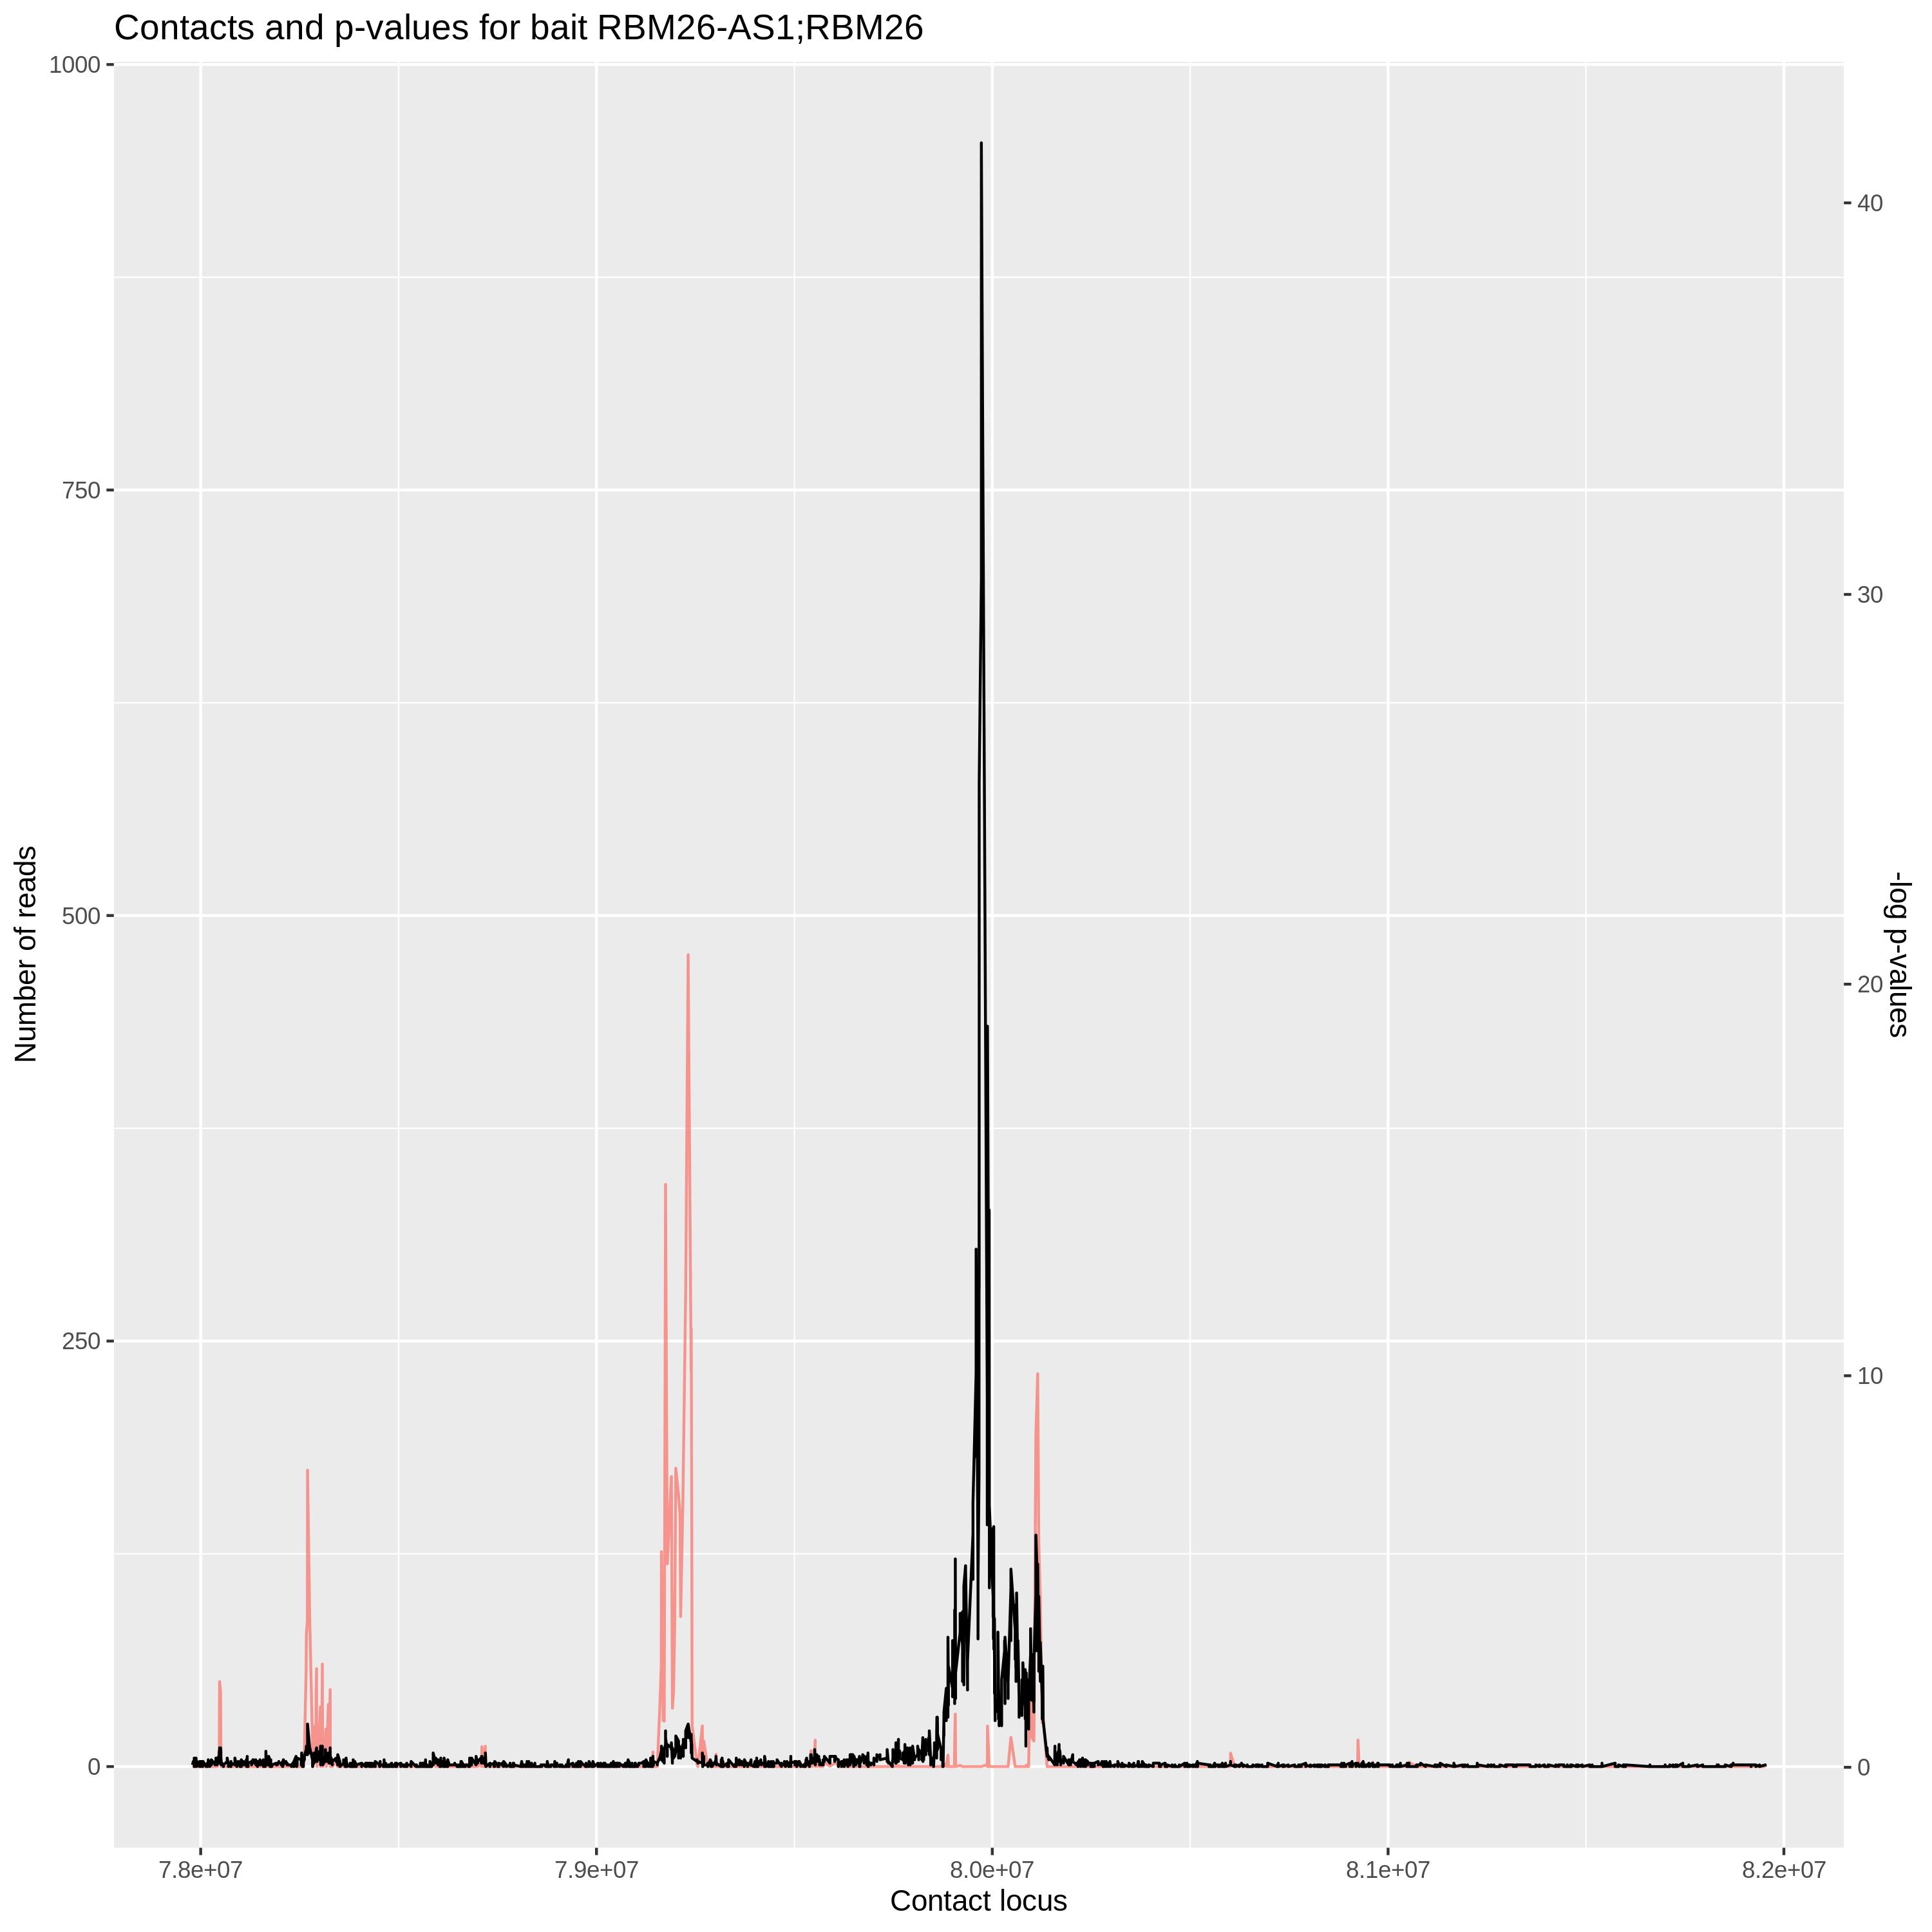 Contacts and p-values for bait RBM26-AS1;RBM26
1000
750
500
250
0
Number of reads
40
30
20
10
0
-log p-values
7.8e+07
7.9e+07
8.0e+07
8.1e+07
8.2e+07
Contact locus